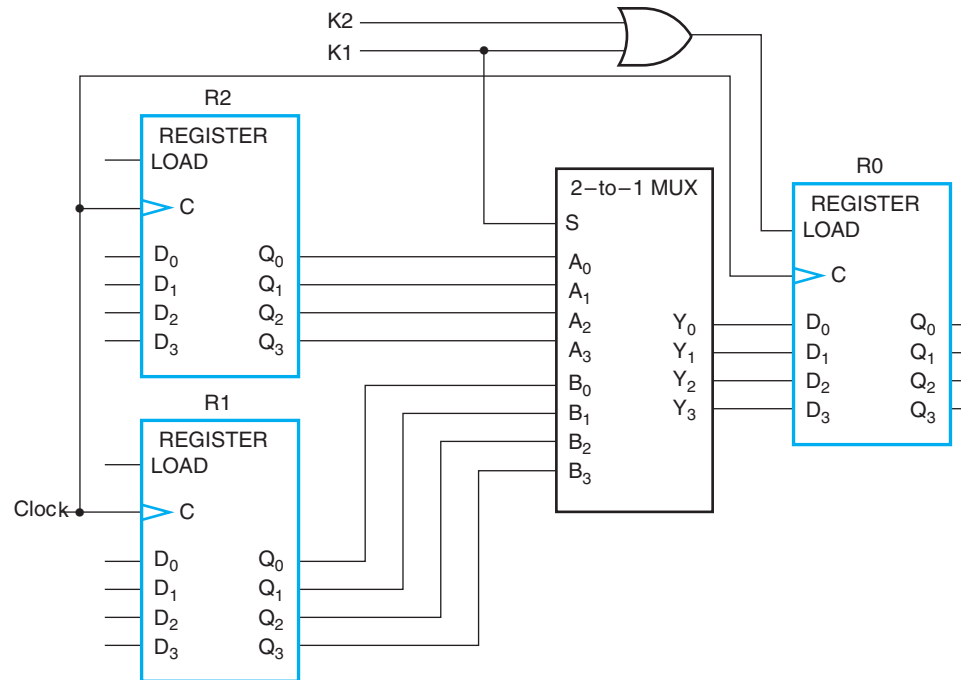 K2
K1
R2
REGISTER
LOAD
C
D₀ Q₀
D₁ Q₁
D₂ Q₂
D₃ Q₃
R1
REGISTER
LOAD
Clock
C
D₀ Q₀
D₁ Q₁
D₂ Q₂
D₃ Q₃
2–to–1 MUX
S
A₀
A₁
A₂
A₃
B₀
B₁
B₂
B₃
Y₀
Y₁
Y₂
Y₃
R0
REGISTER
LOAD
C
D₀ Q₀
D₁ Q₁
D₂ Q₂
D₃ Q₃